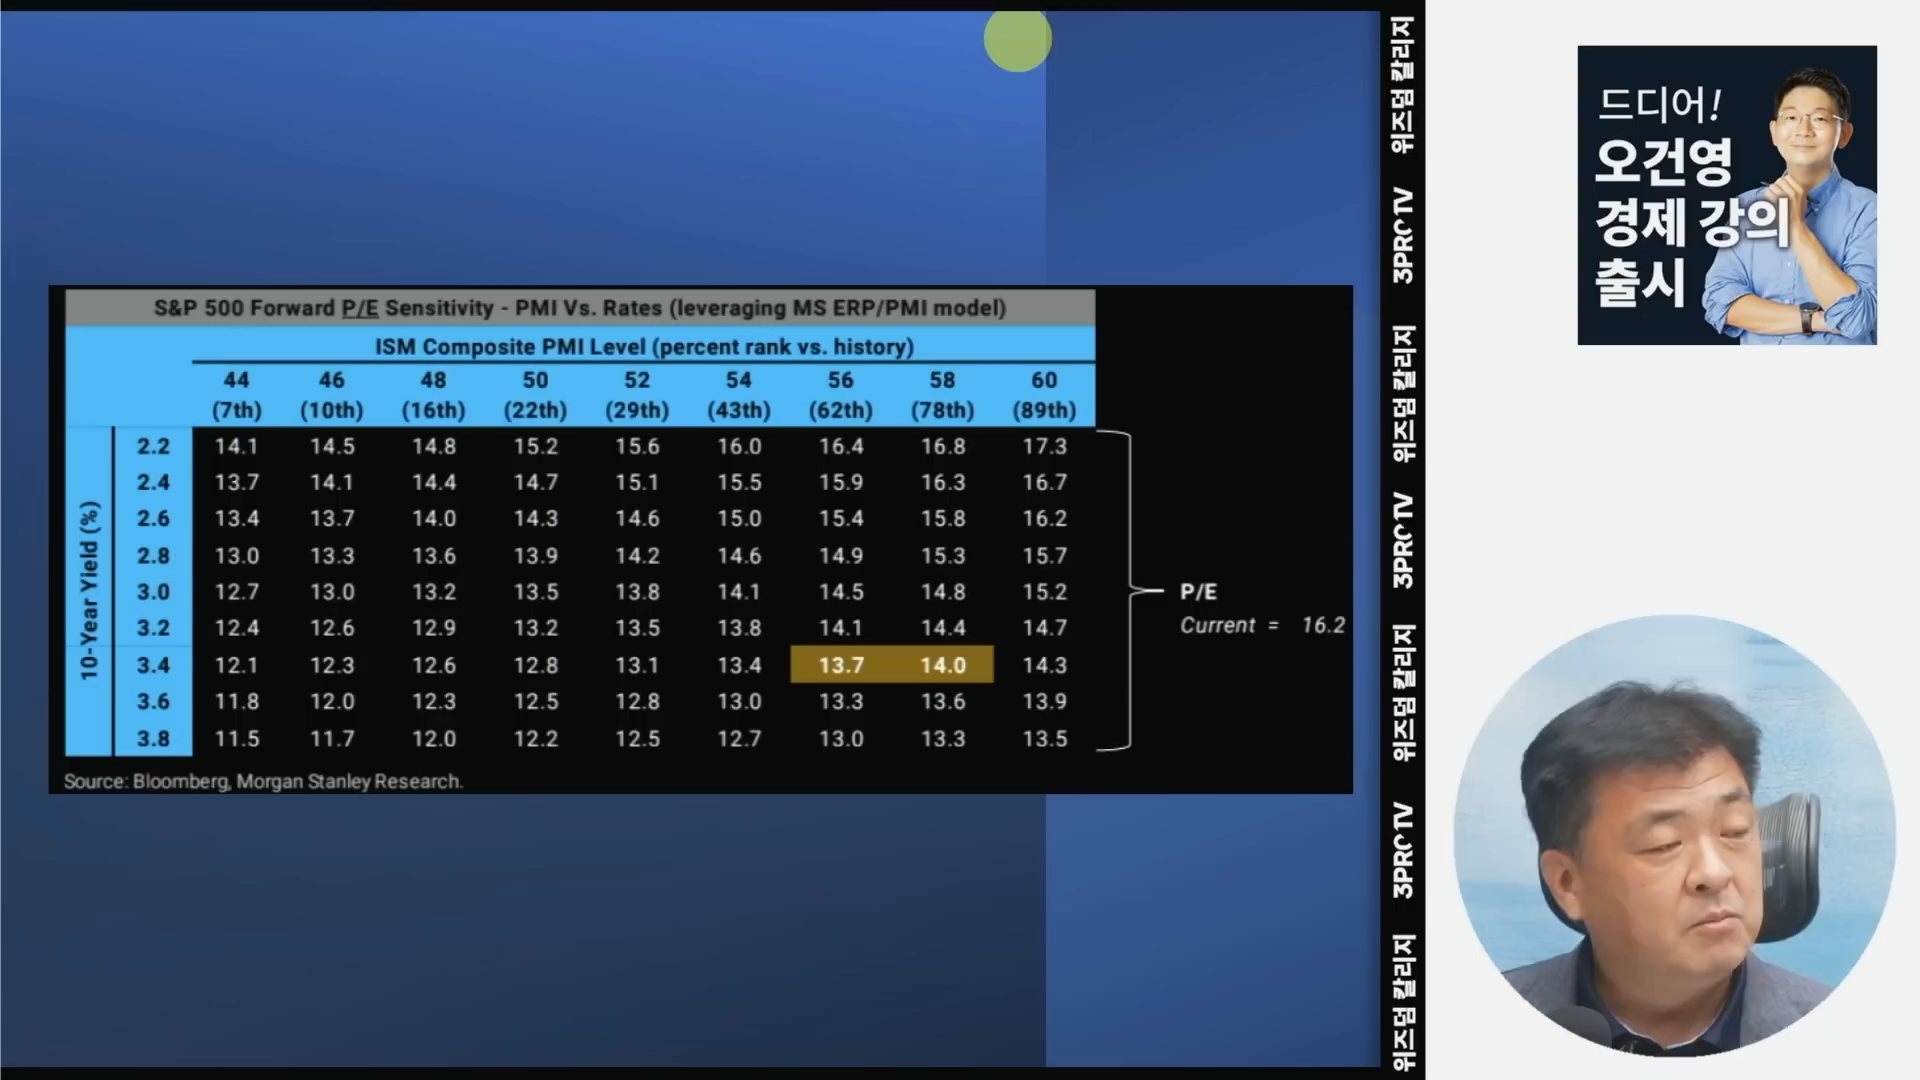 S&P 500 Forward P/E Sensitivity - PMI Vs. Rates (leveraging MS ERP/PMI model)
ISM Composite PMI Level (percent rank vs. history)
44 46 48 50 52 54 56 58 60
(7th) (10th) (16th) (22th) (29th) (43th) (62th) (78th) (89th)
10-Year Yield (%)
2.2 14.1 14.5 14.8 15.2 15.6 16.0 16.4 16.8 17.3
2.4 13.7 14.1 14.4 14.7 15.1 15.5 15.9 16.3 16.7
2.6 13.4 13.7 14.0 14.3 14.6 15.0 15.4 15.8 16.2
2.8 13.0 13.3 13.6 13.9 14.2 14.6 14.9 15.3 15.7
3.0 12.7 13.0 13.2 13.5 13.8 14.1 14.5 14.8 15.2
3.2 12.4 12.6 12.9 13.2 13.5 13.8 14.1 14.4 14.7
3.4 12.1 12.3 12.6 12.8 13.1 13.4 13.7 14.0 14.3
3.6 11.8 12.0 12.3 12.5 12.8 13.0 13.3 13.6 13.9
3.8 11.5 11.7 12.0 12.2 12.5 12.7 13.0 13.3 13.5
P/E
Current = 16.2
Source: Bloomberg, Morgan Stanley Research.
위즈덤 칼리지
3PROTV
위즈덤 칼리지
3PROTV
위즈덤 칼리지
3PROTV
위즈덤 칼리지
드디어!
오건영
경제 강의
출시